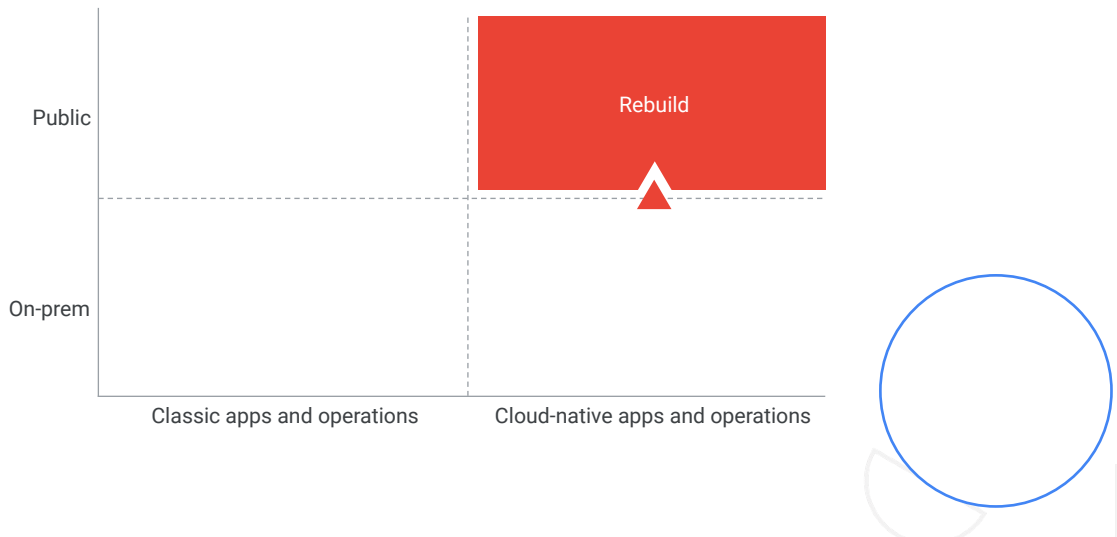 Public
Rebuild
On-prem
Classic apps and operations
Cloud-native apps and operations